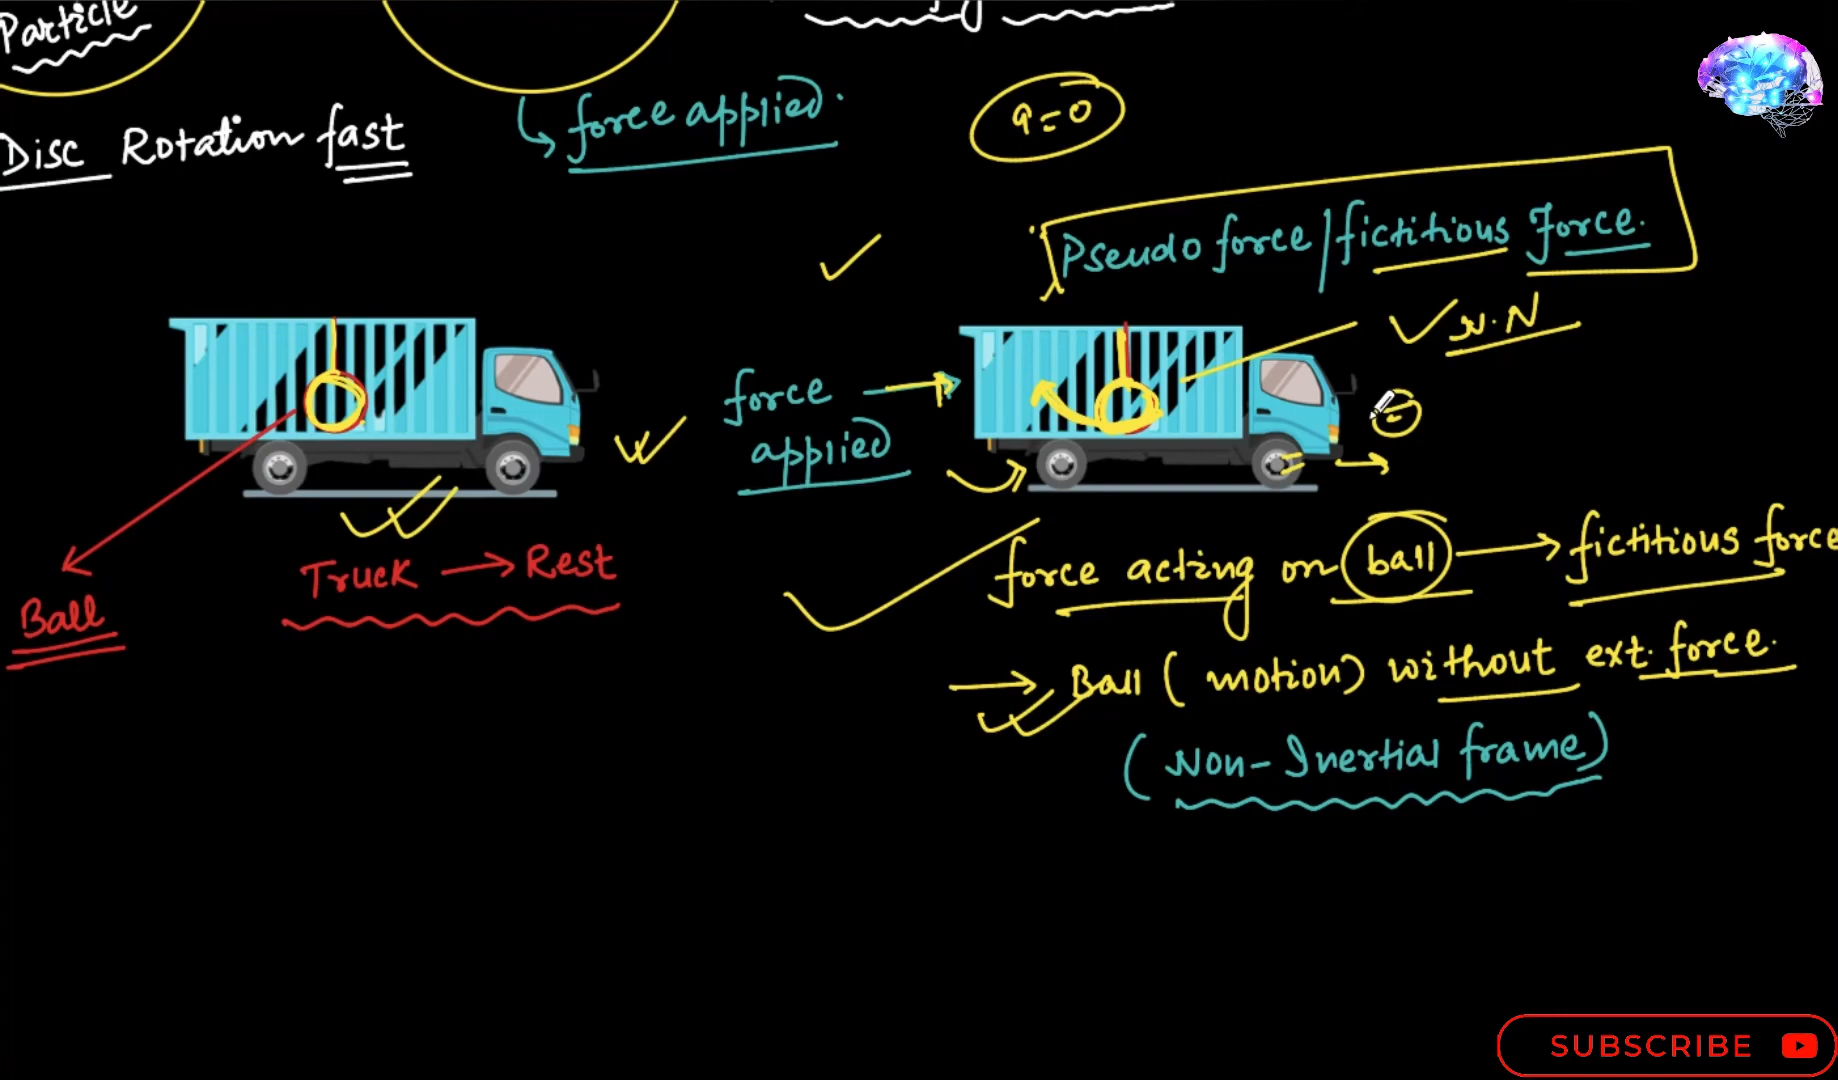 Particle
force applied.
a=0
Disc Rotation fast
Pseudo force/fictitious force.
N.N
force applied
Truck → Rest
Ball
force acting on ball → fictitious force
→ Ball (motion) without ext. force.
(Non-Inertial frame)
SUBSCRIBE